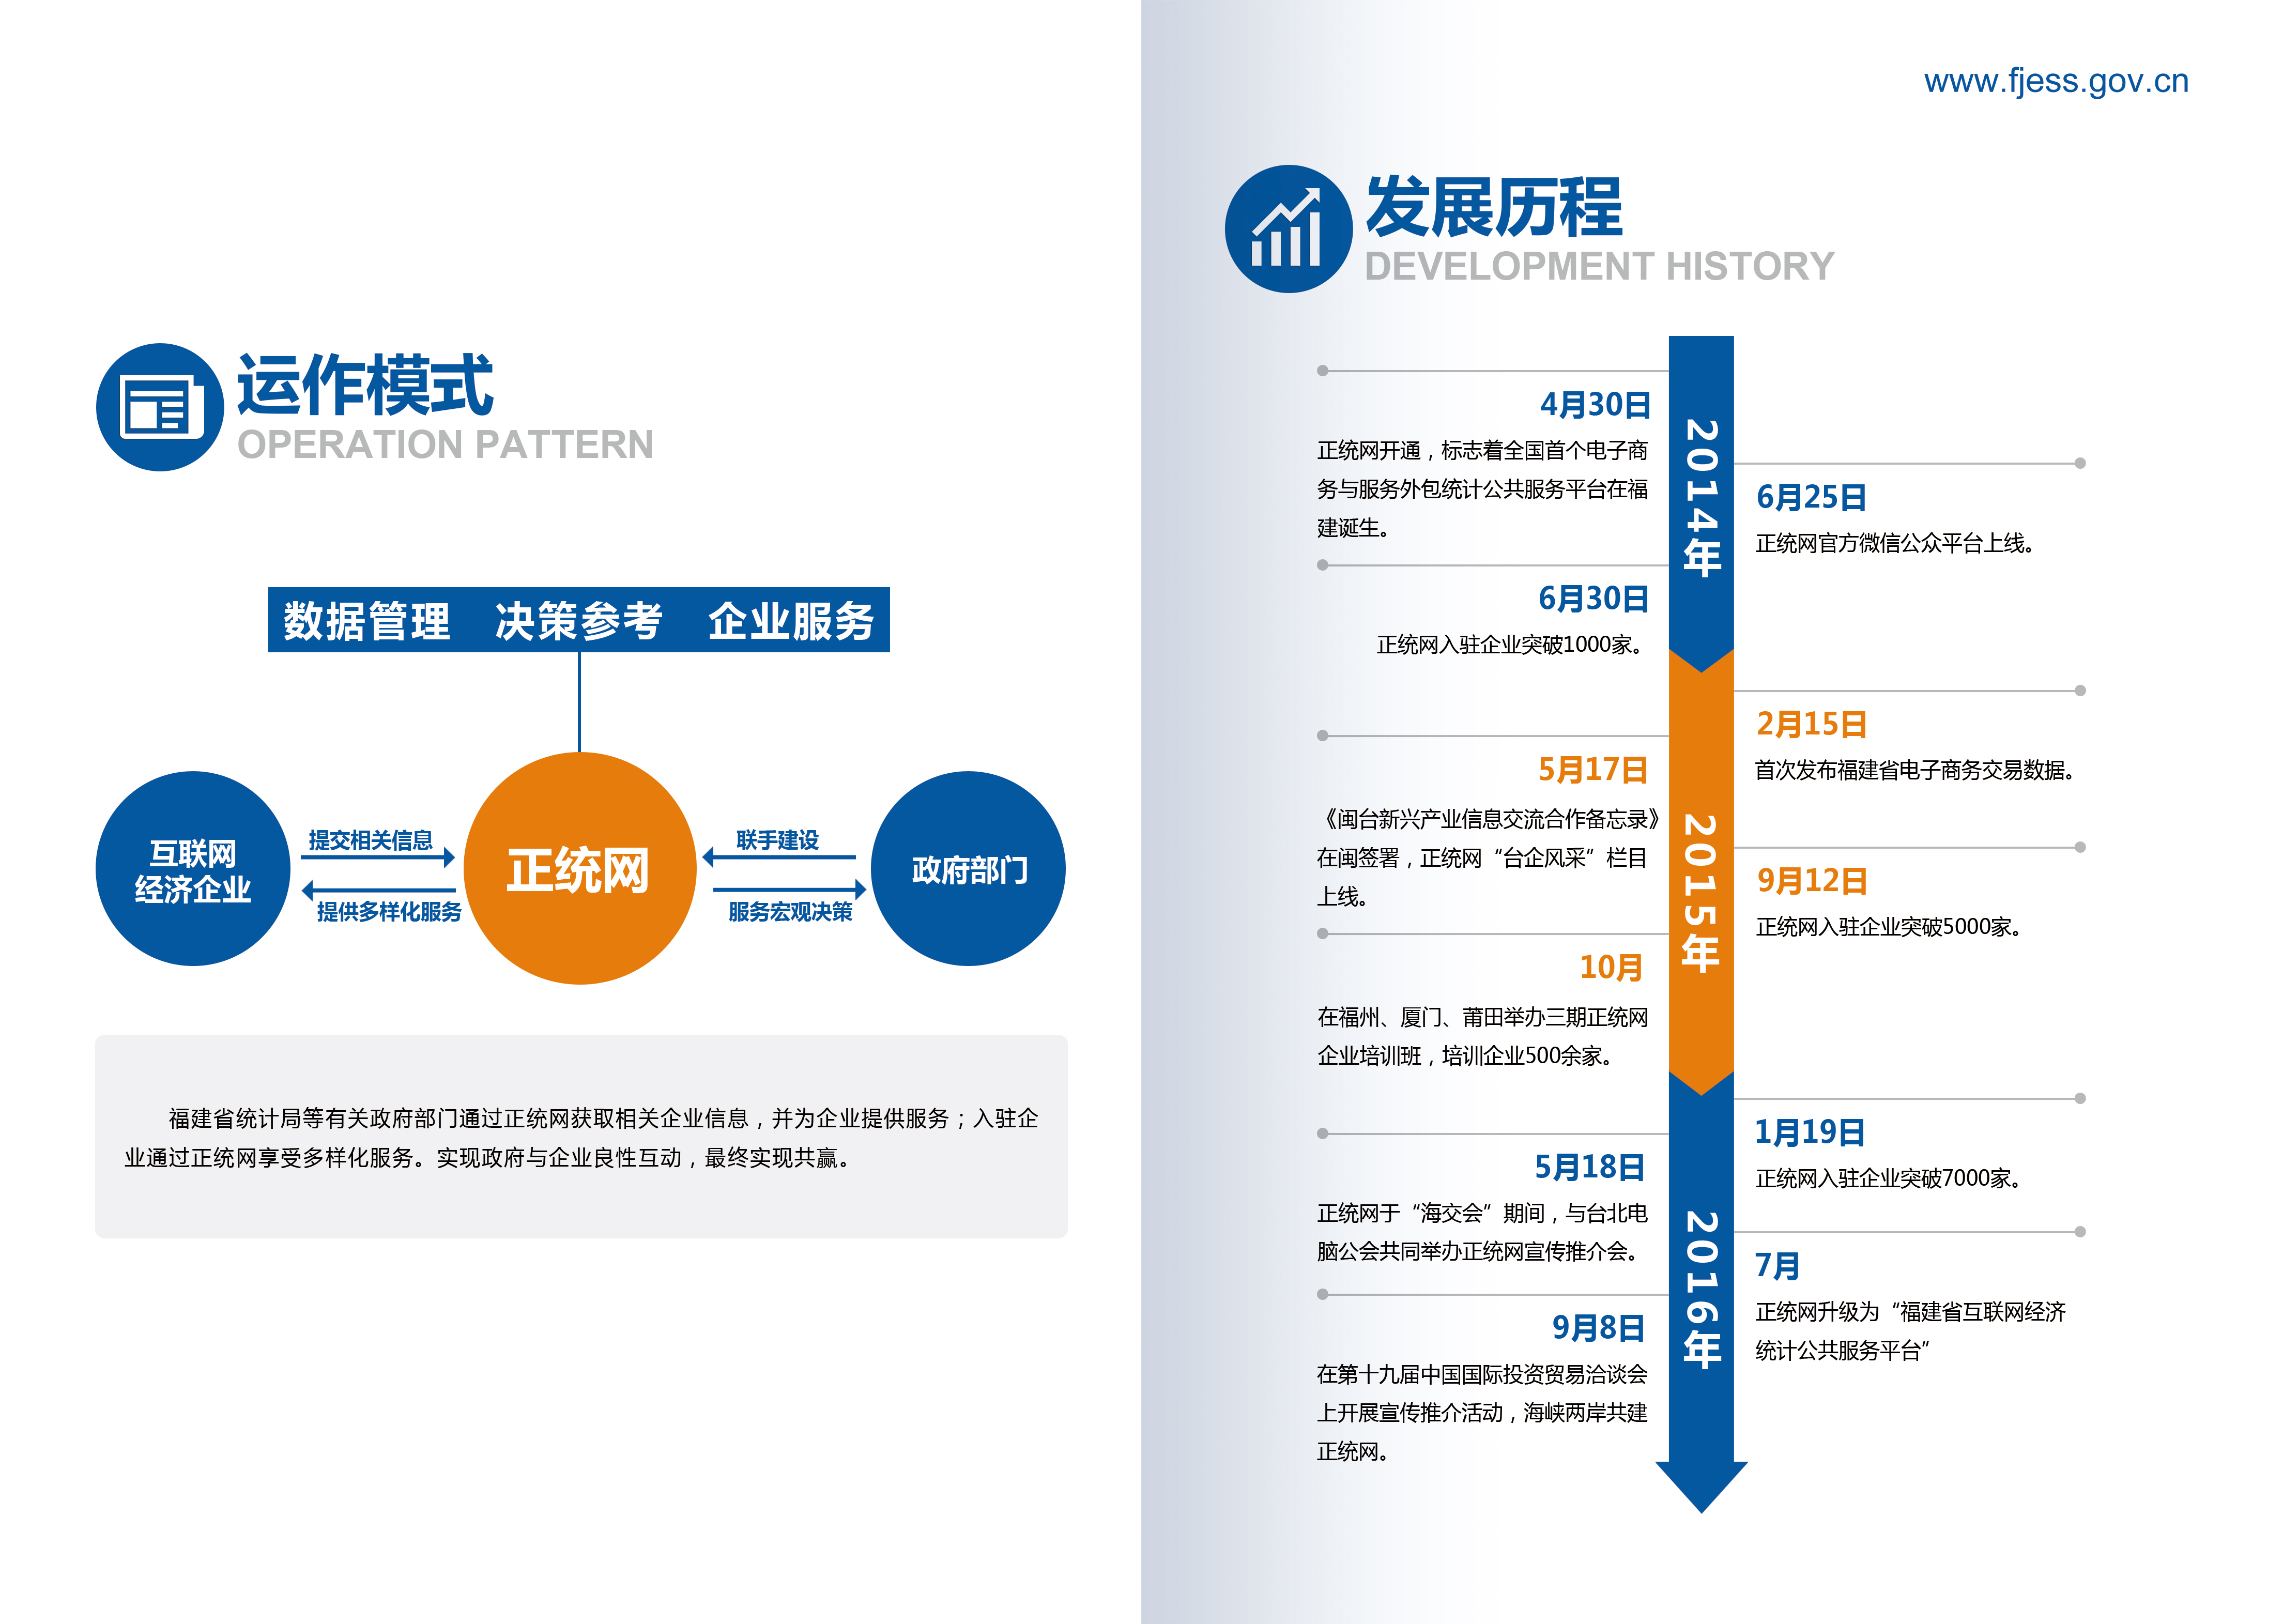 运作模式
OPERATION PATTERN
数据管理 决策参考 企业服务
互联网
经济企业
提交相关信息
提供多样化服务
正统网
联手建设
服务宏观决策
政府部门
福建省统计局等有关政府部门通过正统网获取相关企业信息，并为企业提供服务；入驻企
业通过正统网享受多样化服务。实现政府与企业良性互动，最终实现共赢。
www.fjess.gov.cn
发展历程
DEVELOPMENT HISTORY
2014年
4月30日
正统网开通，标志着全国首个电子商
务与服务外包统计公共服务平台在福
建诞生。
6月25日
正统网官方微信公众平台上线。
6月30日
正统网入驻企业突破1000家。
2015年
2月15日
首次发布福建省电子商务交易数据。
5月17日
《闽台新兴产业信息交流合作备忘录》
在闽签署，正统网“台企风采”栏目
上线。
9月12日
正统网入驻企业突破5000家。
10月
在福州、厦门、莆田举办三期正统网
企业培训班，培训企业500余家。
2016年
1月19日
正统网入驻企业突破7000家。
5月18日
正统网于“海交会”期间，与台北电
脑公会共同举办正统网宣传推介会。
7月
正统网升级为“福建省互联网经济
统计公共服务平台”
9月8日
在第十九届中国国际投资贸易洽谈会
上开展宣传推介活动，海峡两岸共建
正统网。